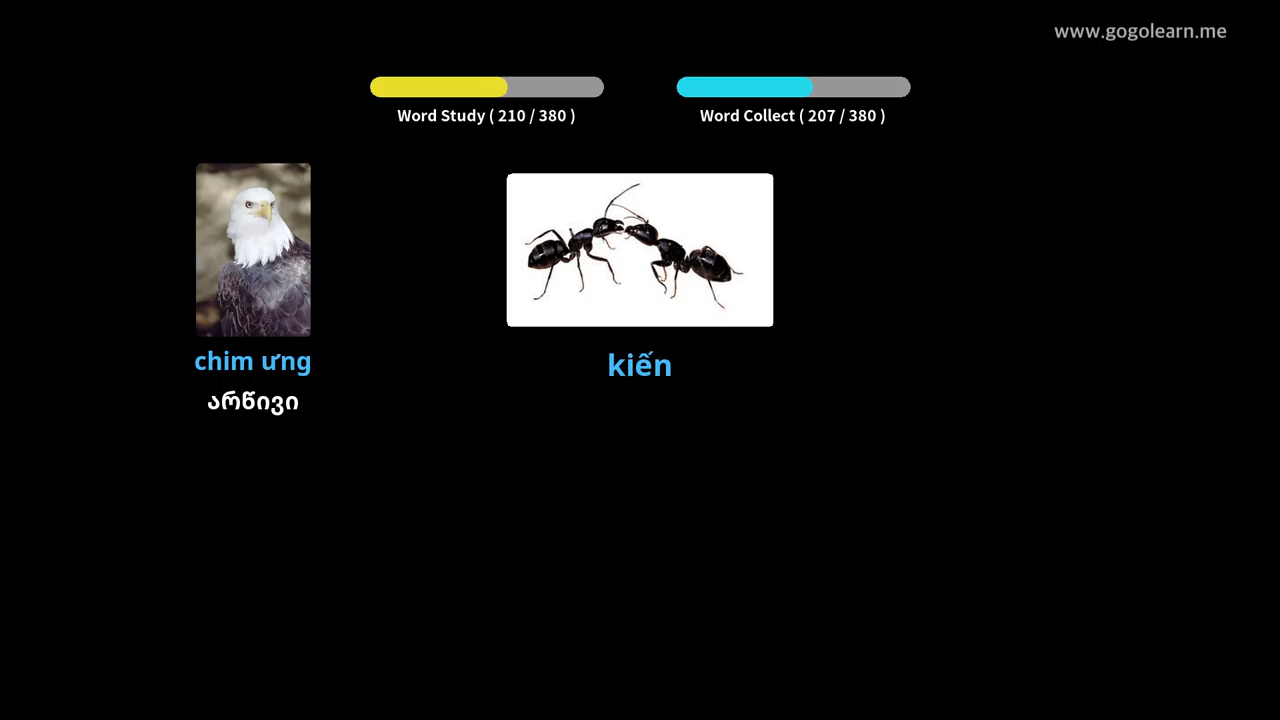 www.gogolearn.me
Word Study ( 210 / 380 )
Word Collect ( 207 / 380 )
chim ưng
არწივი
kiến